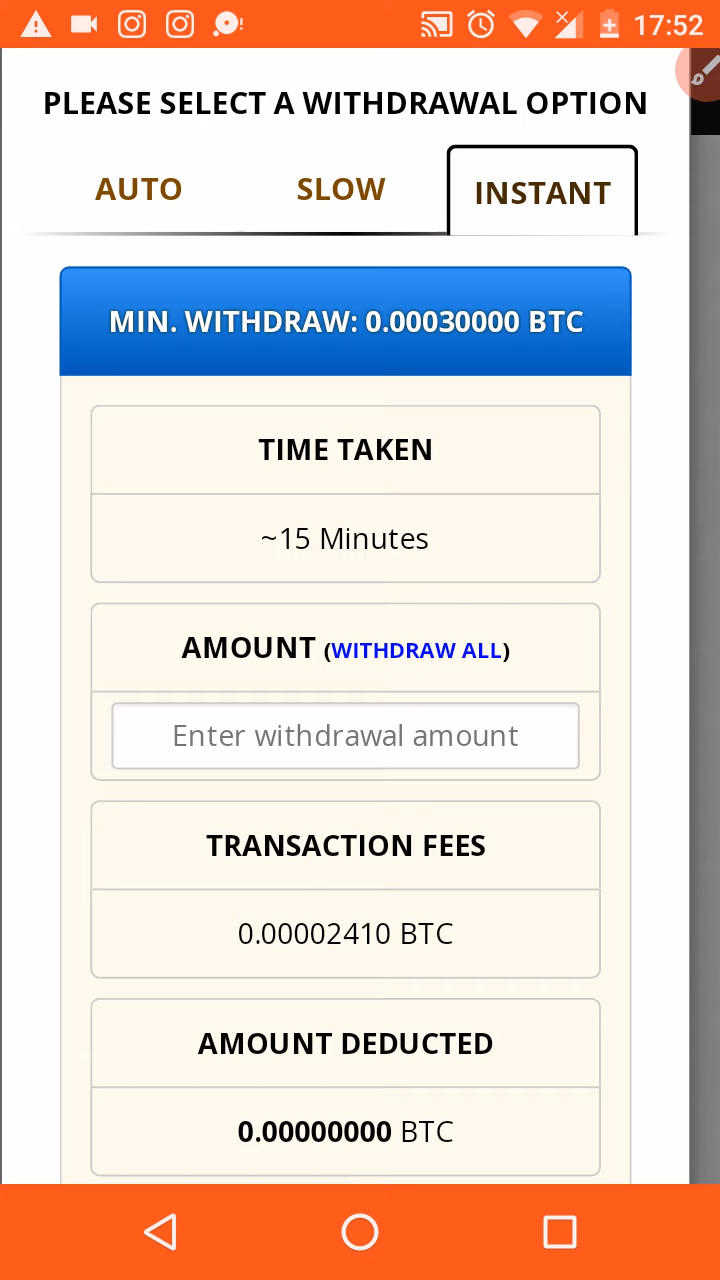 17:52
PLEASE SELECT A WITHDRAWAL OPTION
AUTO SLOW INSTANT
MIN. WITHDRAW: 0.00030000 BTC
TIME TAKEN
~15 Minutes
AMOUNT (WITHDRAW ALL)
Enter withdrawal amount
TRANSACTION FEES
0.00002410 BTC
AMOUNT DEDUCTED
0.00000000 BTC